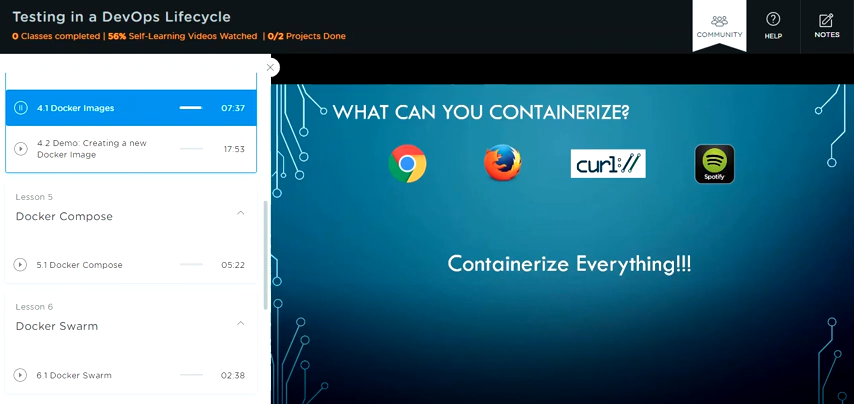 Testing in a DevOps Lifecycle
0 Classes completed | 56% Self-Learning Videos Watched | 0/2 Projects Done
COMMUNITY
HELP
NOTES
4.1 Docker Images 07:37
4.2 Demo: Creating a new
Docker Image
17:53
Lesson 5
Docker Compose
5.1 Docker Compose 05:22
Lesson 6
Docker Swarm
6.1 Docker Swarm 02:38
WHAT CAN YOU CONTAINERIZE?
curl://
Spotify
Containerize Everything!!!